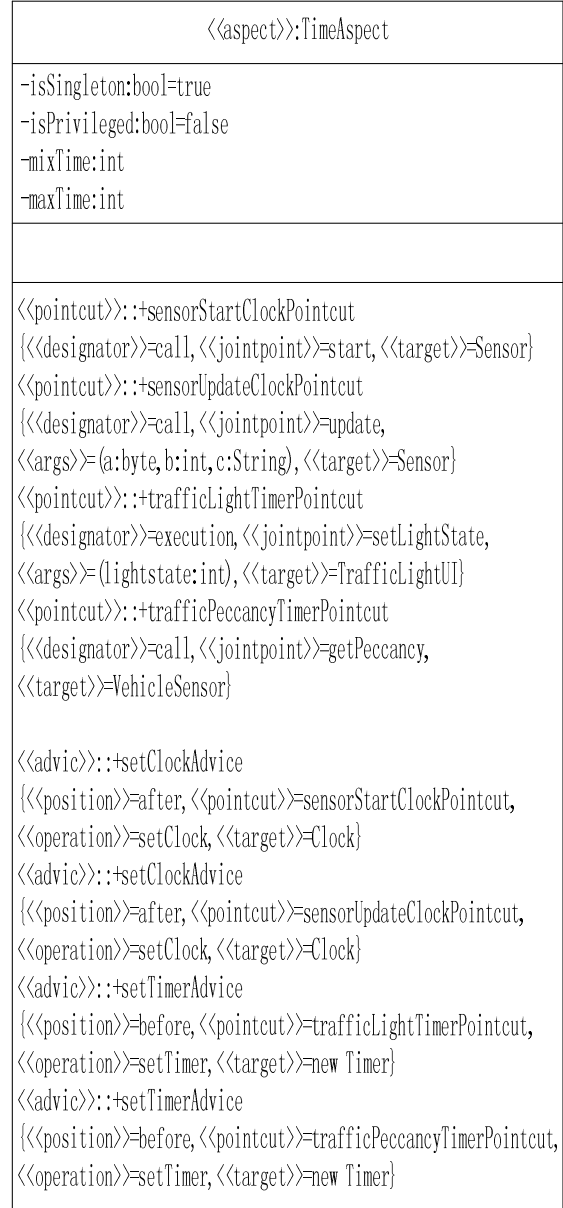 <<aspect>>:TimeAspect
-isSingleton:bool=true
-isPrivileged:bool=false
-mixTime:int
-maxTime:int
<<pointcut>>::+sensorStartClockPointcut
{<<designator>>=call,<<jointpoint>>=start,<<target>>=Sensor}
<<pointcut>>::+sensorUpdateClockPointcut
{<<designator>>=call,<<jointpoint>>=update,
<<args>>=(a:byte,b:int,c:String),<<target>>=Sensor}
<<pointcut>>::+trafficLightTimerPointcut
{<<designator>>=execution,<<jointpoint>>=setLightState,
<<args>>=(lightstate:int),<<target>>=TrafficLightUI}
<<pointcut>>::+trafficPeccancyTimerPointcut
{<<designator>>=call,<<jointpoint>>=getPeccancy,
<<target>>=VehicleSensor}
<<advic>>::+setClockAdvice
{<<position>>=after,<<pointcut>>=sensorStartClockPointcut,
<<operation>>=setClock,<<target>>=Clock}
<<advic>>::+setClockAdvice
{<<position>>=after,<<pointcut>>=sensorUpdateClockPointcut,
<<operation>>=setClock,<<target>>=Clock}
<<advic>>::+setTimerAdvice
{<<position>>=before,<<pointcut>>=trafficLightTimerPointcut,
<<operation>>=setTimer,<<target>>=new Timer}
<<advic>>::+setTimerAdvice
{<<position>>=before,<<pointcut>>=trafficPeccancyTimerPointcut,
<<operation>>=setTimer,<<target>>=new Timer}